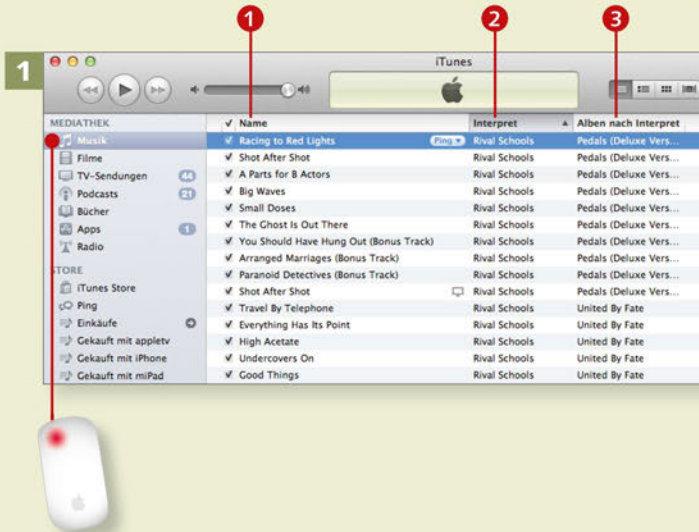 1 2 3
1
iTunes
MEDIATHEK
Musik
Filme
TV-Sendungen 44
Podcasts 21
Bücher
Apps 1
Radio
STORE
iTunes Store
Ping
Einkäufe
Gekauft mit appletv
Gekauft mit iPhone
Gekauft mit miPad
✓ Name Interpret Alben nach Interpret
✓ Racing to Red Lights Ping Rival Schools Pedals (Deluxe Vers...
✓ Shot After Shot Rival Schools Pedals (Deluxe Vers...
✓ A Parts for B Actors Rival Schools Pedals (Deluxe Vers...
✓ Big Waves Rival Schools Pedals (Deluxe Vers...
✓ Small Doses Rival Schools Pedals (Deluxe Vers...
✓ The Ghost Is Out There Rival Schools Pedals (Deluxe Vers...
✓ You Should Have Hung Out (Bonus Track) Rival Schools Pedals (Deluxe Vers...
✓ Arranged Marriages (Bonus Track) Rival Schools Pedals (Deluxe Vers...
✓ Paranoid Detectives (Bonus Track) Rival Schools Pedals (Deluxe Vers...
✓ Shot After Shot Rival Schools Pedals (Deluxe Vers...
✓ Travel By Telephone Rival Schools United By Fate
✓ Everything Has Its Point Rival Schools United By Fate
✓ High Acetate Rival Schools United By Fate
✓ Undercovers On Rival Schools United By Fate
✓ Good Things Rival Schools United By Fate